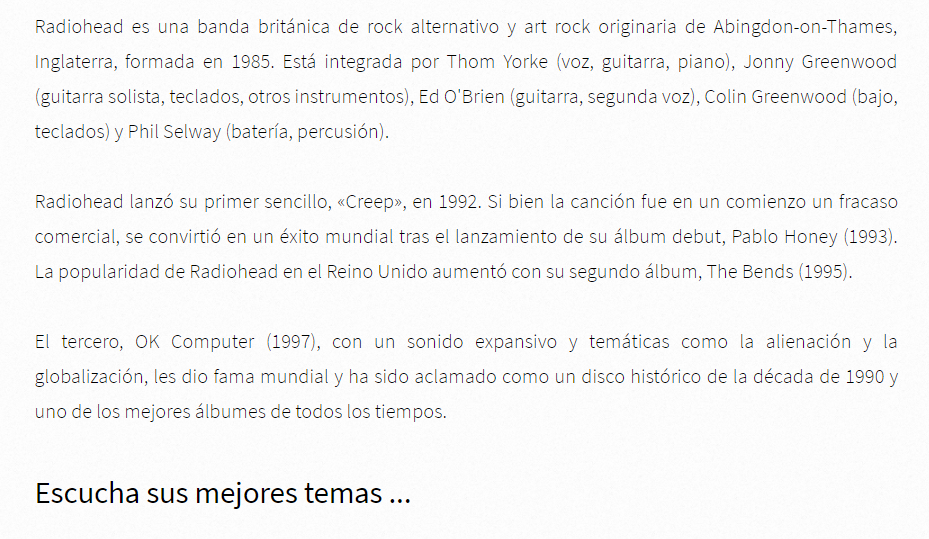 Radiohead es una banda británica de rock alternativo y art rock originaria de Abingdon-on-Thames,
Inglaterra, formada en 1985. Está integrada por Thom Yorke (voz, guitarra, piano), Jonny Greenwood
(guitarra solista, teclados, otros instrumentos), Ed O'Brien (guitarra, segunda voz), Colin Greenwood (bajo,
teclados) y Phil Selway (batería, percusión).
Radiohead lanzó su primer sencillo, «Creep», en 1992. Si bien la canción fue en un comienzo un fracaso
comercial, se convirtió en un éxito mundial tras el lanzamiento de su álbum debut, Pablo Honey (1993).
La popularidad de Radiohead en el Reino Unido aumentó con su segundo álbum, The Bends (1995).
El tercero, OK Computer (1997), con un sonido expansivo y temáticas como la alienación y la
globalización, les dio fama mundial y ha sido aclamado como un disco histórico de la década de 1990 y
uno de los mejores álbumes de todos los tiempos.
Escucha sus mejores temas ...